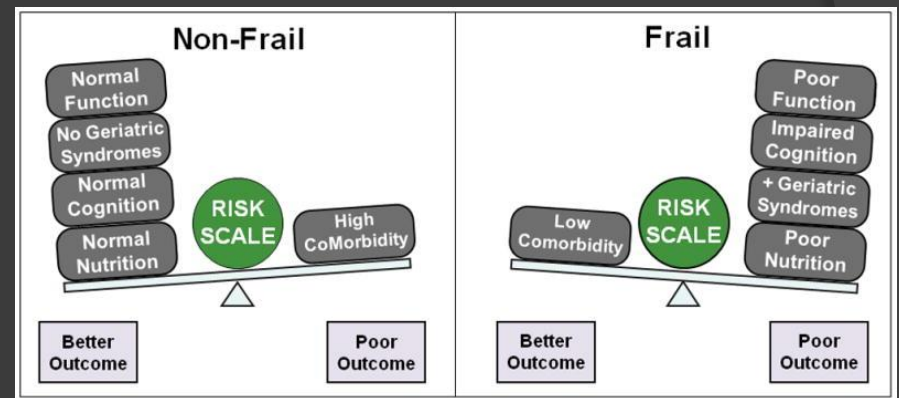 Non-Frail
Normal
Function
No Geriatric
Syndromes
Normal
Cognition
Normal
Nutrition
RISK
SCALE
High
CoMorbidity
Better
Outcome
Poor
Outcome
Frail
Low
Comorbidity
RISK
SCALE
Poor
Function
Impaired
Cognition
+ Geriatric
Syndromes
Poor
Nutrition
Better
Outcome
Poor
Outcome